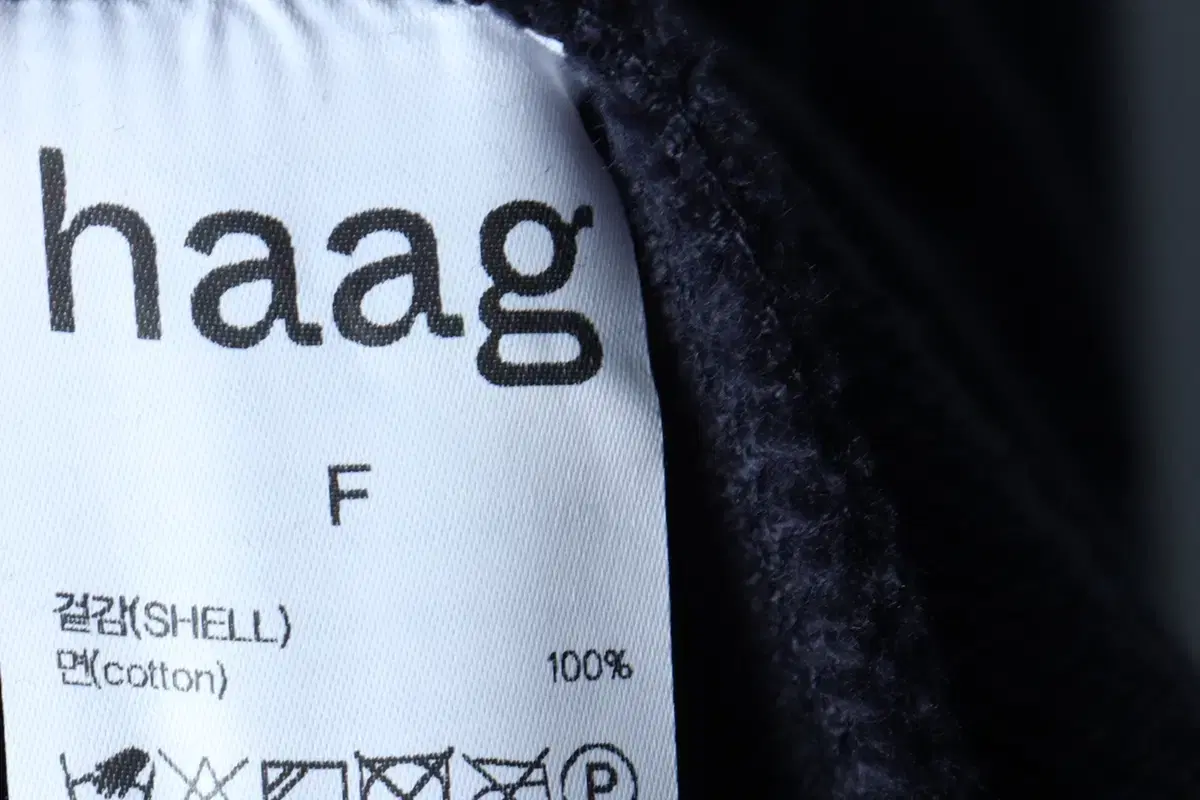 haag
F
겉감(SHELL)
면(cotton) 100%
P